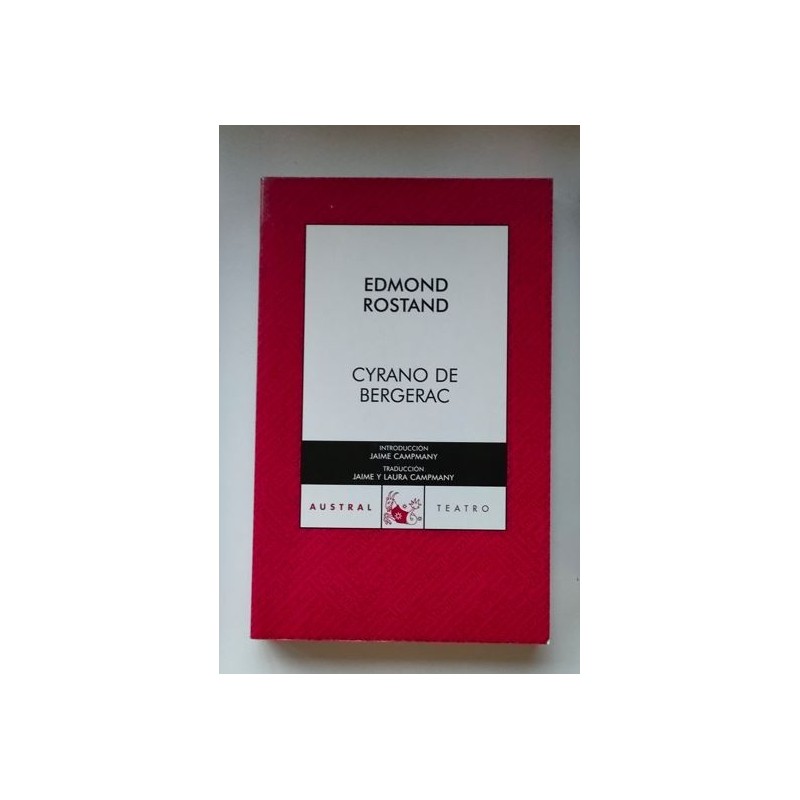 EDMOND
ROSTAND
CYRANO DE
BERGERAC
INTRODUCCIÓN
JAIME CAMPMANY
TRADUCCIÓN
JAIME Y LAURA CAMPMANY
AUSTRAL TEATRO